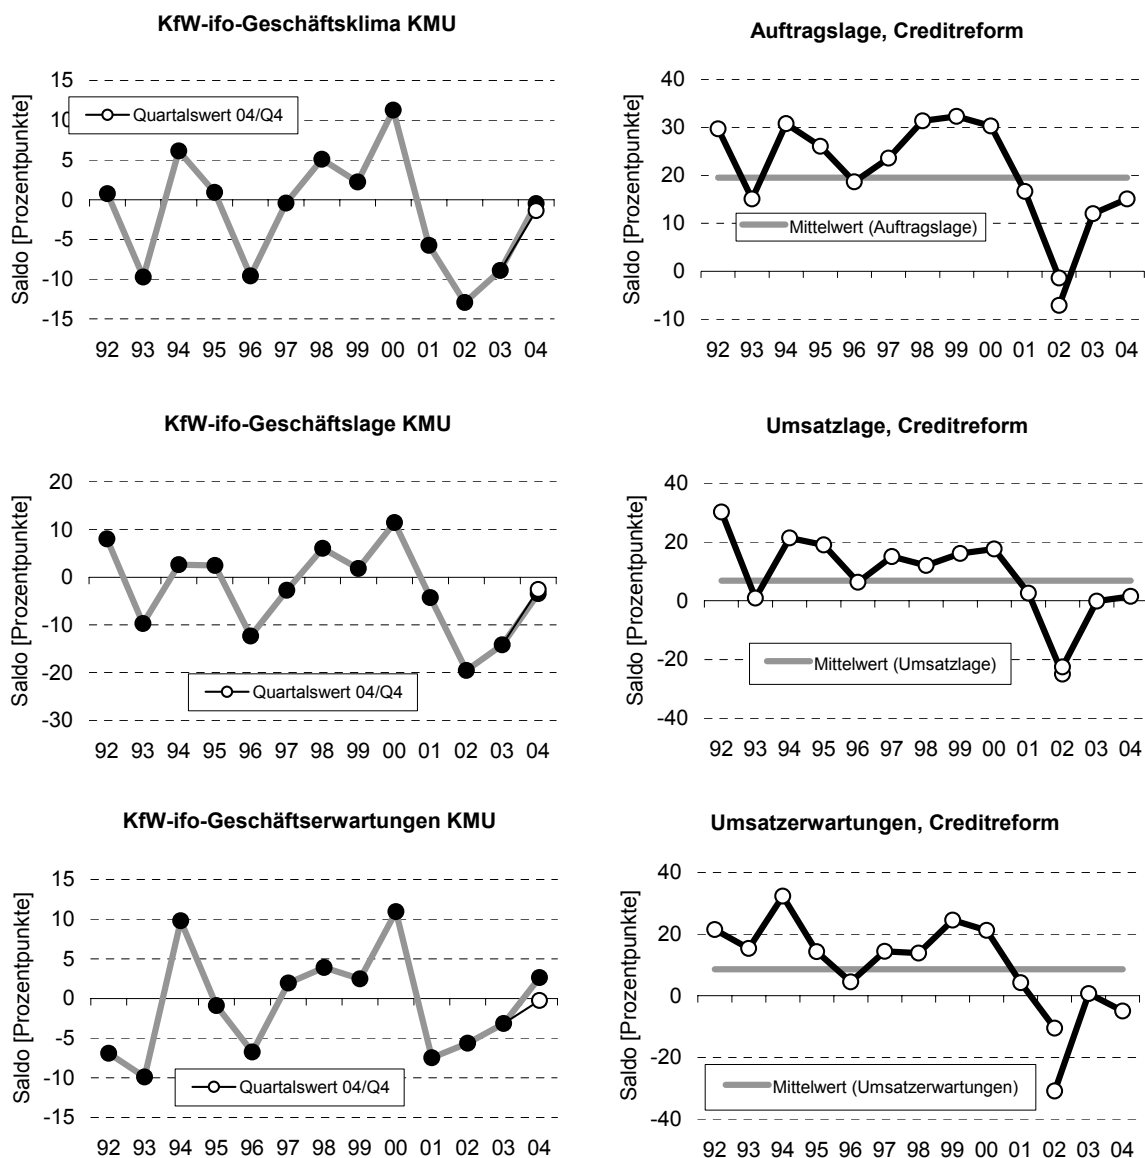 KfW-ifo-Geschäftsklima KMU
Saldo [Prozentpunkte]
15
10
5
0
-5
-10
-15
Quartalswert 04/Q4
92 93 94 95 96 97 98 99 00 01 02 03 04
Auftragslage, Creditreform
Saldo [Prozentpunkte]
40
30
20
10
0
-10
Mittelwert (Auftragslage)
92 93 94 95 96 97 98 99 00 01 02 03 04
KfW-ifo-Geschäftslage KMU
Saldo [Prozentpunkte]
20
10
0
-10
-20
-30
Quartalswert 04/Q4
92 93 94 95 96 97 98 99 00 01 02 03 04
Umsatzlage, Creditreform
Saldo [Prozentpunkte]
40
20
0
-20
-40
Mittelwert (Umsatzlage)
92 93 94 95 96 97 98 99 00 01 02 03 04
KfW-ifo-Geschäftserwartungen KMU
Saldo [Prozentpunkte]
15
10
5
0
-5
-10
-15
Quartalswert 04/Q4
92 93 94 95 96 97 98 99 00 01 02 03 04
Umsatzerwartungen, Creditreform
Saldo [Prozentpunkte]
40
20
0
-20
-40
Mittelwert (Umsatzerwartungen)
92 93 94 95 96 97 98 99 00 01 02 03 04